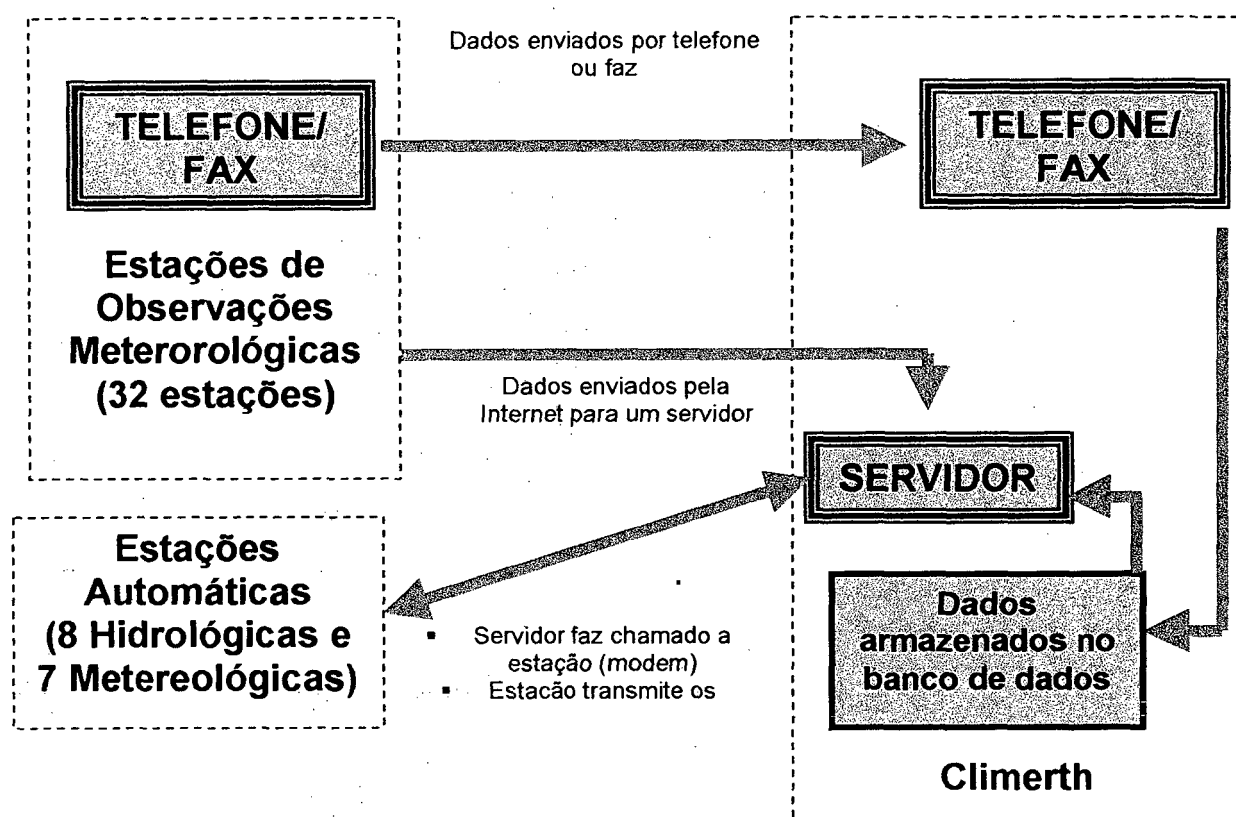 Dados enviados por telefone
ou faz
TELEFONE/
FAX
TELEFONE/
FAX
Estações de
Observações
Meterorológicas
(32 estações)
Dados enviados pela
Internet para um servidor
SERVIDOR
Estações
Automáticas
(8 Hidrológicas e
7 Metereológicas)
▪ Servidor faz chamado a
estação (modem)
▪ Estacão transmite os
Dados
armazenados no
banco de dados
Climerth